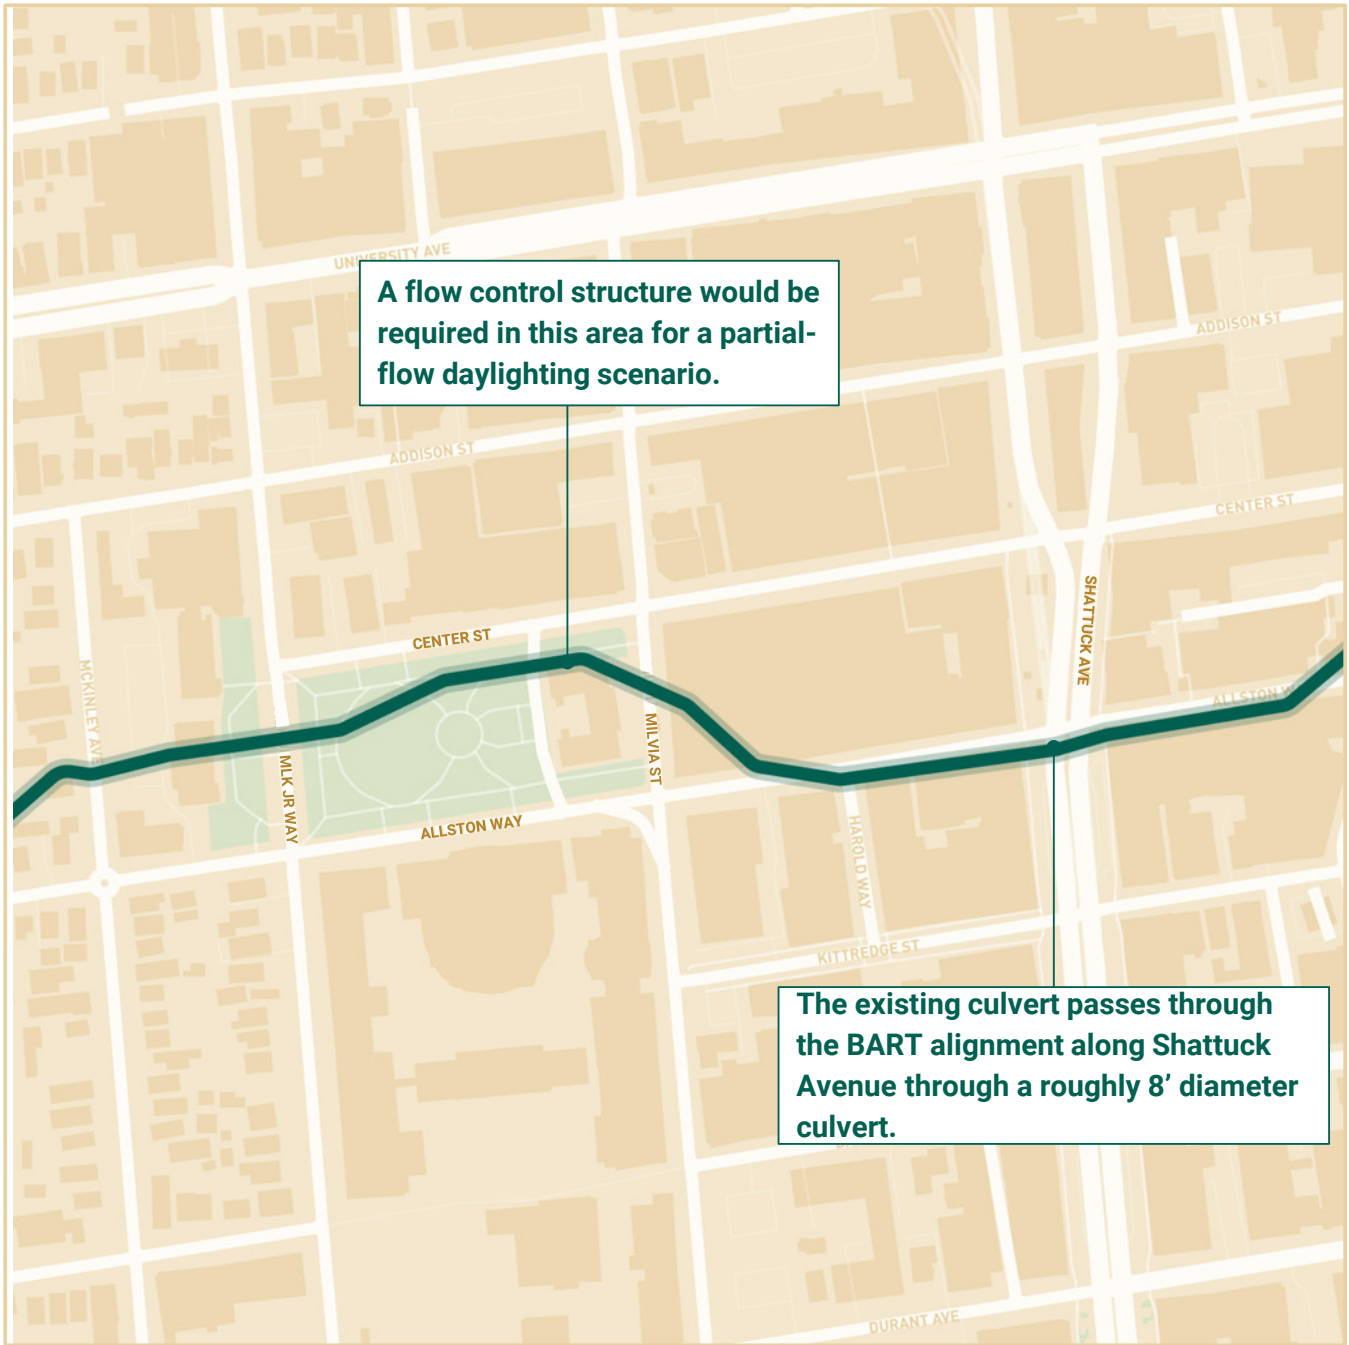 UNIVERSITY AVE
A flow control structure would be
required in this area for a partial-
flow daylighting scenario.
ADDISON ST
ADDISON ST
CENTER ST
CENTER ST
SHATTUCK AVE
MCKINLEY AVE
ALLSTON W
MILVIA ST
MLK JR WAY
ALLSTON WAY
HAROLD WAY
KITTREDGE ST
The existing culvert passes through
the BART alignment along Shattuck
Avenue through a roughly 8’ diameter
culvert.
DURANT AVE